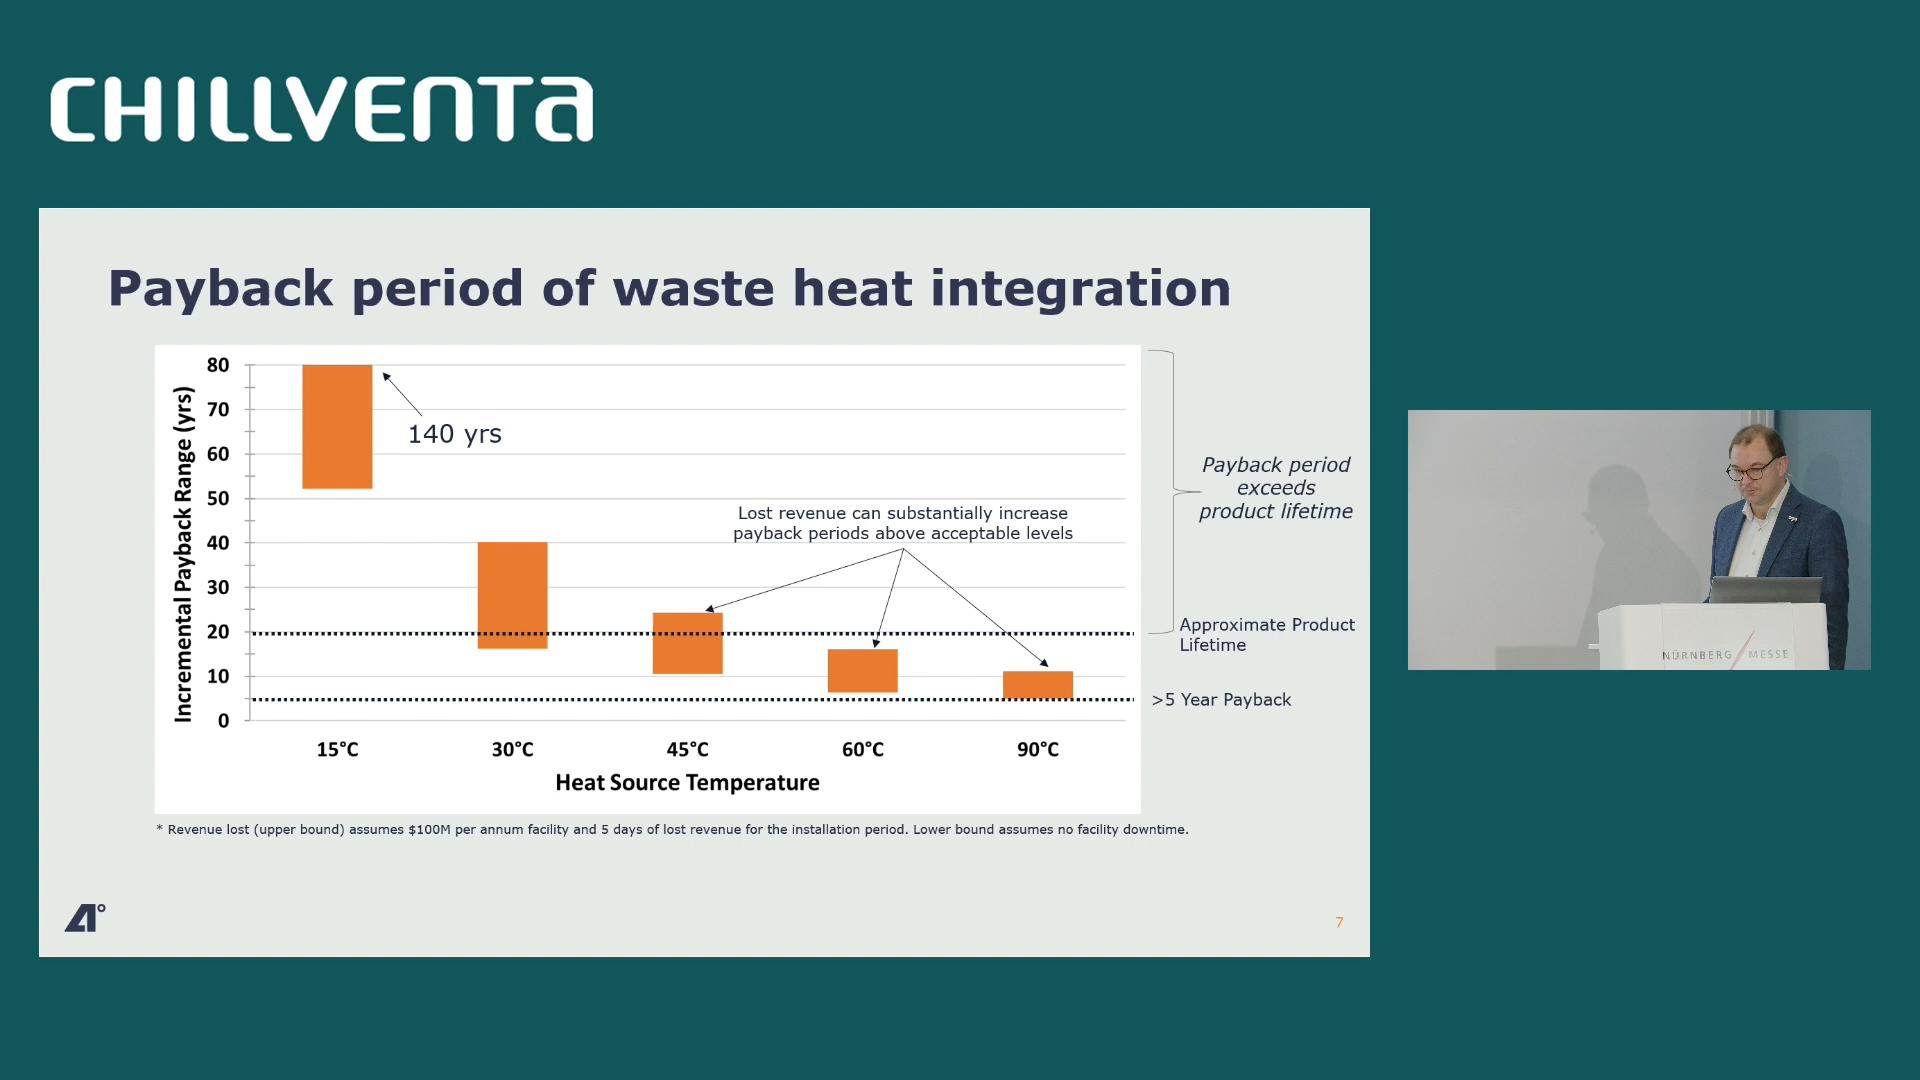 CHILLVENTA
Payback period of waste heat integration
Incremental Payback Range (yrs)
80
70
60
50
40
30
20
10
0
140 yrs
Lost revenue can substantially increase
payback periods above acceptable levels
Payback period
exceeds
product lifetime
Approximate Product
Lifetime
>5 Year Payback
15°C 30°C 45°C 60°C 90°C
Heat Source Temperature
* Revenue lost (upper bound) assumes $100M per annum facility and 5 days of lost revenue for the installation period. Lower bound assumes no facility downtime.
A°
7
NÜRNBERG MESSE